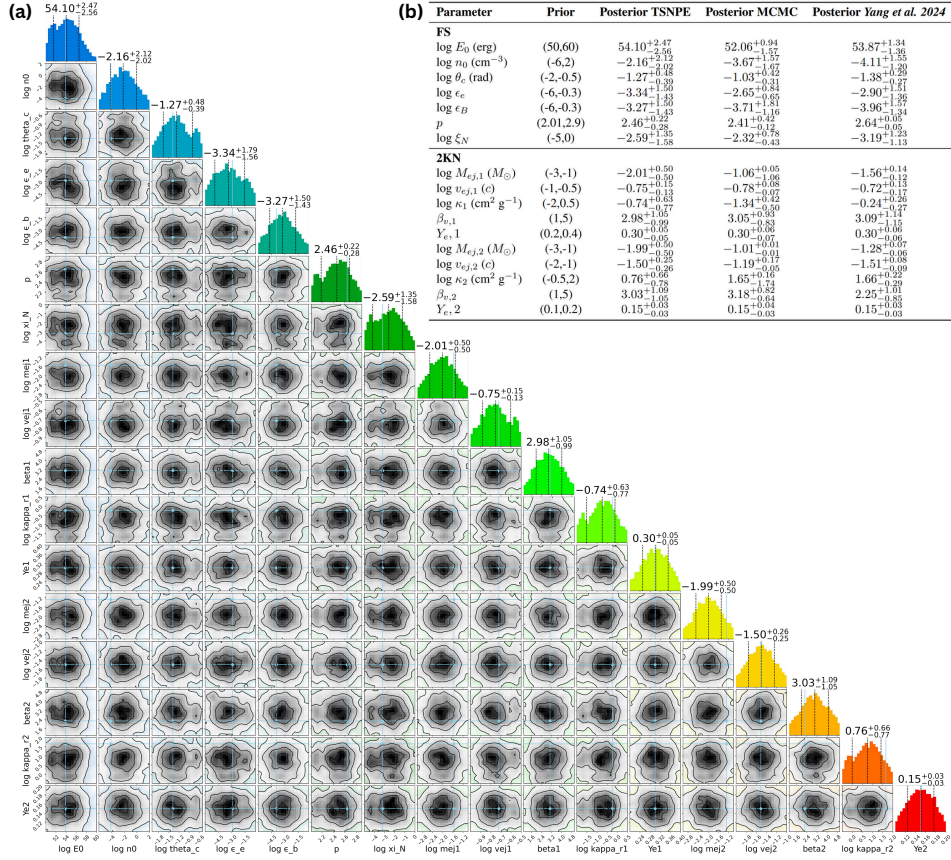 (a)
(b)
Parameter Prior Posterior TSNPE Posterior MCMC Posterior Yang et al. 2024
FS
log E₀ (erg) (50,60) 54.10^{+2.47}_{-2.56} 52.06^{+0.94}_{-1.57} 53.87^{+1.34}_{-1.36}
log n₀ (cm⁻³) (-6,2) −2.16^{+2.12}_{-2.02} −3.67^{+1.57}_{-1.67} −4.11^{+1.55}_{-1.20}
log θ_c (rad) (-2,-0.5) −1.27^{+0.48}_{-0.39} −1.03^{+0.42}_{-0.31} −1.38^{+0.28}_{-0.27}
log ϵ_e (-6,-0.3) −3.34^{+1.50}_{-1.43} −2.65^{+0.84}_{-0.65} −2.90^{+1.51}_{-1.36}
log ϵ_B (-6,-0.3) −3.27^{+1.50}_{-1.43} −3.71^{+1.81}_{-1.16} −3.96^{+1.57}_{-1.34}
p (2.01,2.9) 2.46^{+0.22}_{-0.28} 2.41^{+0.42}_{-0.12} 2.64^{+0.05}_{-0.05}
log ξ_N (-5,0) −2.59^{+1.35}_{-1.58} −2.32^{+0.78}_{-0.43} −3.19^{+1.23}_{-1.13}
2KN
log M_{ej,1} (M⊙) (-3,-1) −2.01^{+0.50}_{-0.50} −1.06^{+0.05}_{-1.06} −1.56^{+0.14}_{-0.12}
log v_{ej,1} (c) (-1,-0.5) −0.75^{+0.15}_{-0.13} −0.78^{+0.08}_{-0.07} −0.72^{+0.13}_{-0.17}
log κ₁ (cm² g⁻¹) (-2,0.5) −0.74^{+0.63}_{-0.77} −1.34^{+0.47}_{-0.50} −0.24^{+0.26}_{-0.27}
β_{v,1} (1,5) 2.98^{+1.05}_{-0.99} 3.05^{+0.93}_{-0.83} 3.09^{+1.14}_{-1.15}
Y_e, 1 (0.2,0.4) 0.30^{+0.05}_{-0.05} 0.30^{+0.06}_{-0.07} 0.30^{+0.06}_{-0.06}
log M_{ej,2} (M⊙) (-3,-1) −1.99^{+0.50}_{-0.50} −1.01^{+0.01}_{-0.01} −1.28^{+0.07}_{-0.06}
log v_{ej,2} (c) (-2,-1) −1.50^{+0.25}_{-0.26} −1.19^{+0.17}_{-0.05} −1.51^{+0.08}_{-0.09}
log κ₂ (cm² g⁻¹) (-0.5,2) 0.76^{+0.66}_{-0.78} 1.65^{+0.16}_{-1.74} 1.66^{+0.22}_{-0.29}
β_{v,2} (1,5) 3.03^{+1.09}_{-1.05} 3.18^{+0.82}_{-0.64} 2.25^{+1.01}_{-0.85}
Y_e, 2 (0.1,0.2) 0.15^{+0.03}_{-0.03} 0.15^{+0.04}_{-0.03} 0.15^{+0.03}_{-0.03}
54.10^{+2.47}_{-2.56}
−2.16^{+2.12}_{-2.02}
−1.27^{+0.48}_{-0.39}
−3.34^{+1.79}_{-1.56}
−3.27^{+1.50}_{-1.43}
2.46^{+0.22}_{-0.28}
−2.59^{+1.35}_{-1.58}
−2.01^{+0.50}_{-0.50}
−0.75^{+0.15}_{-0.13}
2.98^{+1.05}_{-0.99}
−0.74^{+0.63}_{-0.77}
0.30^{+0.05}_{-0.05}
−1.99^{+0.50}_{-0.50}
−1.50^{+0.26}_{-0.25}
3.03^{+1.09}_{-1.05}
0.76^{+0.66}_{-0.77}
0.15^{+0.03}_{-0.03}
log n0
log theta_c
log ϵ_e
log ϵ_b
p
log xi_N
log mej1
log vej1
beta1
log kappa_r1
Ye1
log mej2
log vej2
beta2
log kappa_r2
Ye2
log E0 log n0 log theta_c log ϵ_e log ϵ_b p log xi_N log mej1 log vej1 beta1 log kappa_r1 Ye1 log mej2 log vej2 beta2 log kappa_r2 Ye2